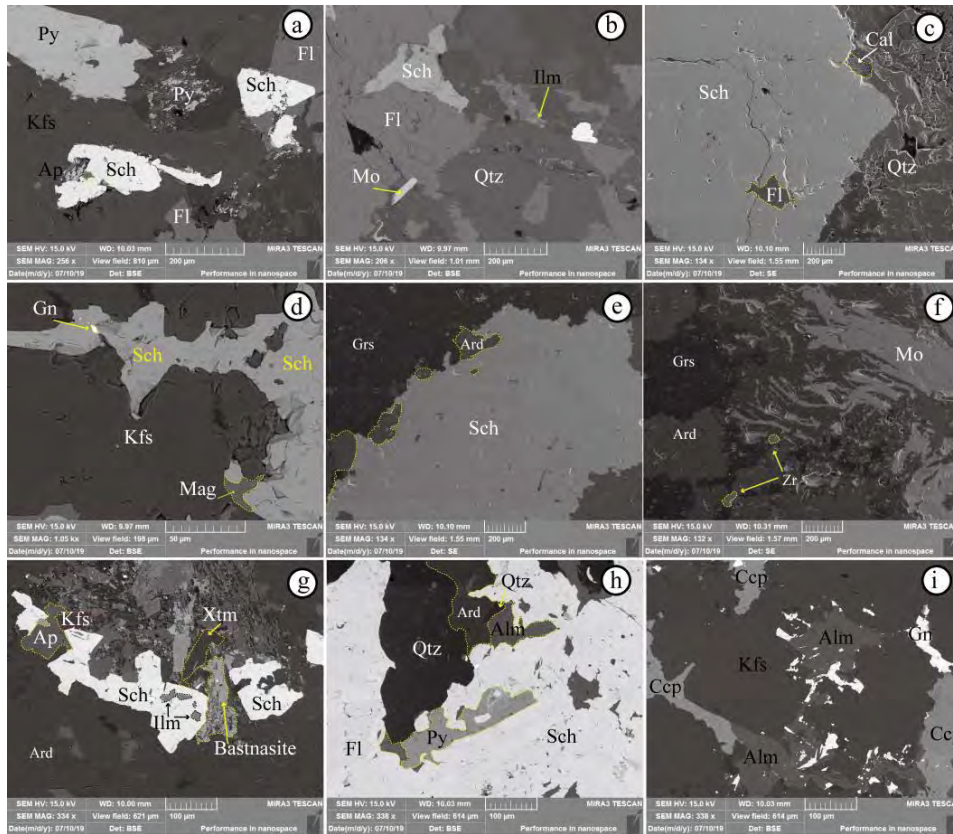 a
Py
Fl
Py
Sch
Kfs
Ap
Sch
Fl
SEM HV: 15.0 kV WD: 10.03 mm MIRA3 TESCAN
SEM MAG: 256 x View field: 810 µm 200 µm
Date(m/d/y): 07/10/19 Det: BSE Performance in nanospace
b
Sch
Ilm
Fl
Mo
Qtz
SEM HV: 15.0 kV WD: 9.97 mm MIRA3 TESCAN
SEM MAG: 206 x View field: 1.01 mm 200 µm
Date(m/d/y): 07/10/19 Det: BSE Performance in nanospace
c
Cal
Sch
Qtz
Fl
SEM HV: 15.0 kV WD: 10.10 mm MIRA3 TESCAN
SEM MAG: 134 x View field: 1.55 mm 200 µm
Date(m/d/y): 07/10/19 Det: SE Performance in nanospace
d
Gn
Sch
Sch
Kfs
Mag
SEM HV: 15.0 kV WD: 9.97 mm MIRA3 TESCAN
SEM MAG: 1.05 kx View field: 198 µm 50 µm
Date(m/d/y): 07/10/19 Det: BSE Performance in nanospace
e
Grs
Ard
Sch
SEM HV: 15.0 kV WD: 10.10 mm MIRA3 TESCAN
SEM MAG: 134 x View field: 1.55 mm 200 µm
Date(m/d/y): 07/10/19 Det: SE Performance in nanospace
f
Mo
Grs
Ard
Zr
SEM HV: 15.0 kV WD: 10.31 mm MIRA3 TESCAN
SEM MAG: 132 x View field: 1.57 mm 200 µm
Date(m/d/y): 07/10/19 Det: SE Performance in nanospace
g
Xtm
Kfs
Ap
Sch
Sch
Ilm
Bastnasite
Ard
SEM HV: 15.0 kV WD: 10.00 mm MIRA3 TESCAN
SEM MAG: 334 x View field: 621 µm 100 µm
Date(m/d/y): 07/10/19 Det: BSE Performance in nanospace
h
Qtz
Ard
Alm
Qtz
Py
Fl
Sch
SEM HV: 15.0 kV WD: 10.03 mm MIRA3 TESCAN
SEM MAG: 338 x View field: 614 µm 100 µm
Date(m/d/y): 07/10/19 Det: BSE Performance in nanospace
i
Ccp
Gn
Alm
Kfs
Ccp
Cc
Alm
SEM HV: 15.0 kV WD: 10.03 mm MIRA3 TESCAN
SEM MAG: 338 x View field: 614 µm 100 µm
Date(m/d/y): 07/10/19 Det: BSE Performance in nanospace